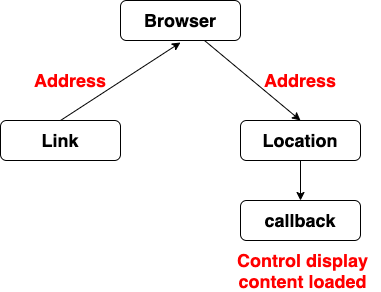 Browser
Address
Address
Link
Location
callback
Control display
content loaded